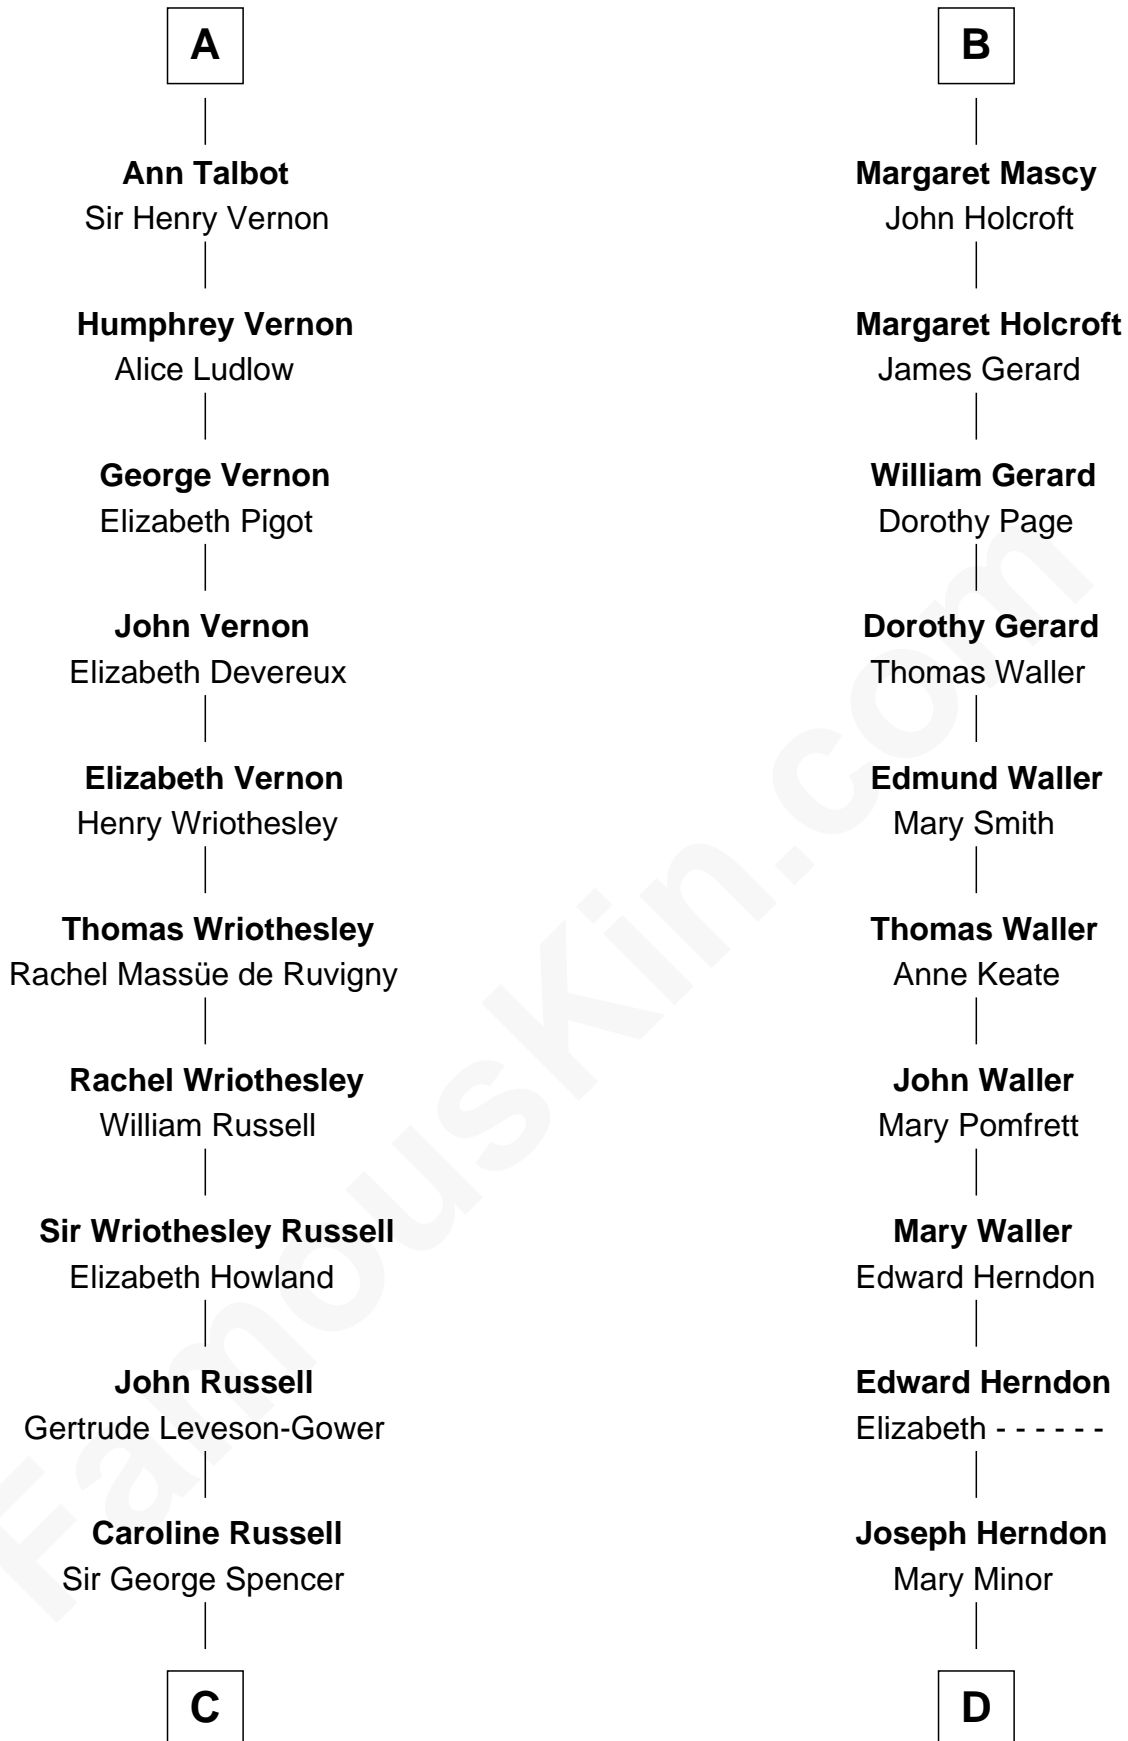 A
Ann Talbot
Sir Henry Vernon
Humphrey Vernon
Alice Ludlow
George Vernon
Elizabeth Pigot
John Vernon
Elizabeth Devereux
Elizabeth Vernon
Henry Wriothesley
Thomas Wriothesley
Rachel Massüe de Ruvigny
Rachel Wriothesley
William Russell
Sir Wriothesley Russell
Elizabeth Howland
John Russell
Gertrude Leveson-Gower
Caroline Russell
Sir George Spencer
C
B
Margaret Mascy
John Holcroft
Margaret Holcroft
James Gerard
William Gerard
Dorothy Page
Dorothy Gerard
Thomas Waller
Edmund Waller
Mary Smith
Thomas Waller
Anne Keate
John Waller
Mary Pomfrett
Mary Waller
Edward Herndon
Edward Herndon
Elizabeth - - - - - -
Joseph Herndon
Mary Minor
D
FamousKin.com